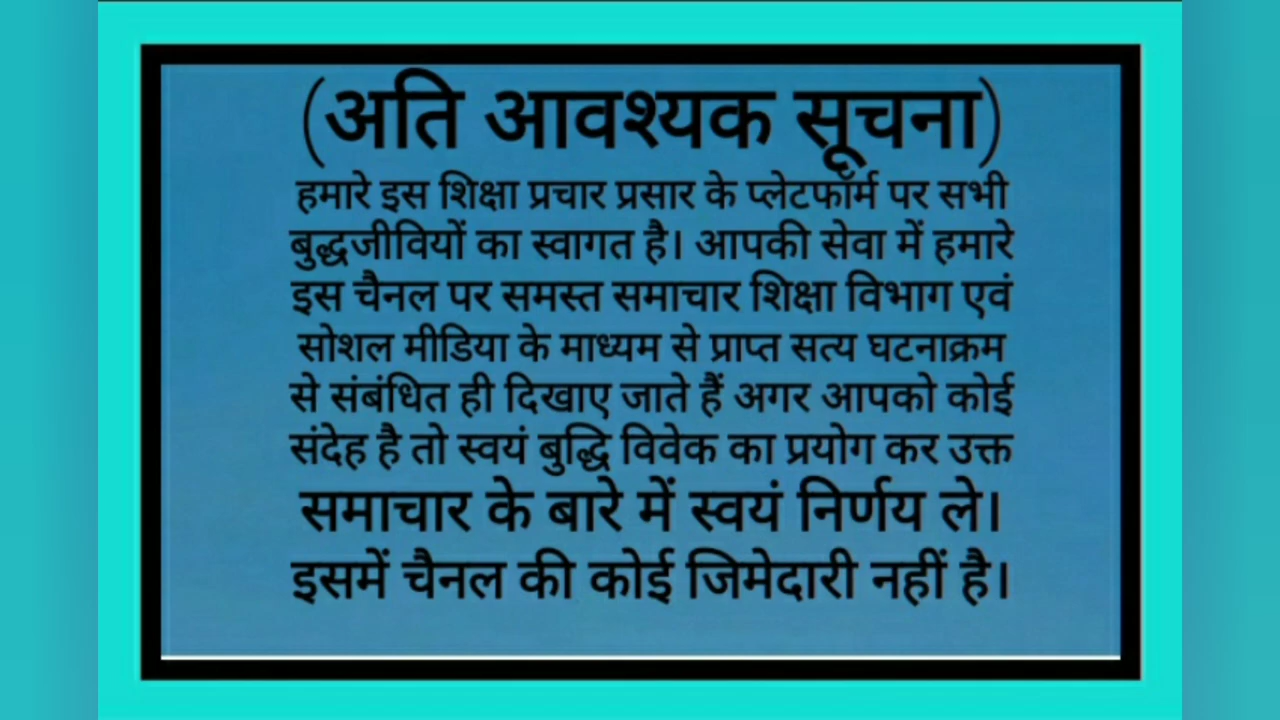 (अति आवश्यक सूचना)
हमारे इस शिक्षा प्रचार प्रसार के प्लेटफॉर्म पर सभी
बुद्धजीवियों का स्वागत है। आपकी सेवा में हमारे
इस चैनल पर समस्त समाचार शिक्षा विभाग एवं
सोशल मीडिया के माध्यम से प्राप्त सत्य घटनाक्रम
से संबंधित ही दिखाए जाते हैं अगर आपको कोई
संदेह है तो स्वयं बुद्धि विवेक का प्रयोग कर उक्त
समाचार के बारे में स्वयं निर्णय ले।
इसमें चैनल की कोई जिमेदारी नहीं है।